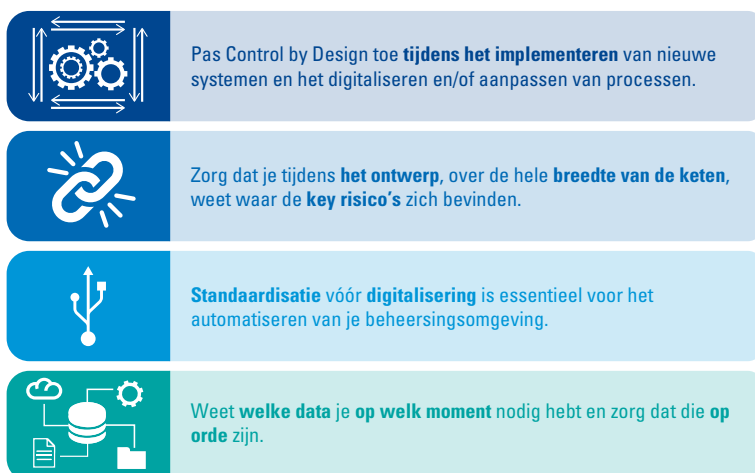 Pas Control by Design toe tijdens het implementeren van nieuwe
systemen en het digitaliseren en/of aanpassen van processen.
Zorg dat je tijdens het ontwerp, over de hele breedte van de keten,
weet waar de key risico's zich bevinden.
Standaardisatie vóór digitalisering is essentieel voor het
automatiseren van je beheersingsomgeving.
Weet welke data je op welk moment nodig hebt en zorg dat die op
orde zijn.